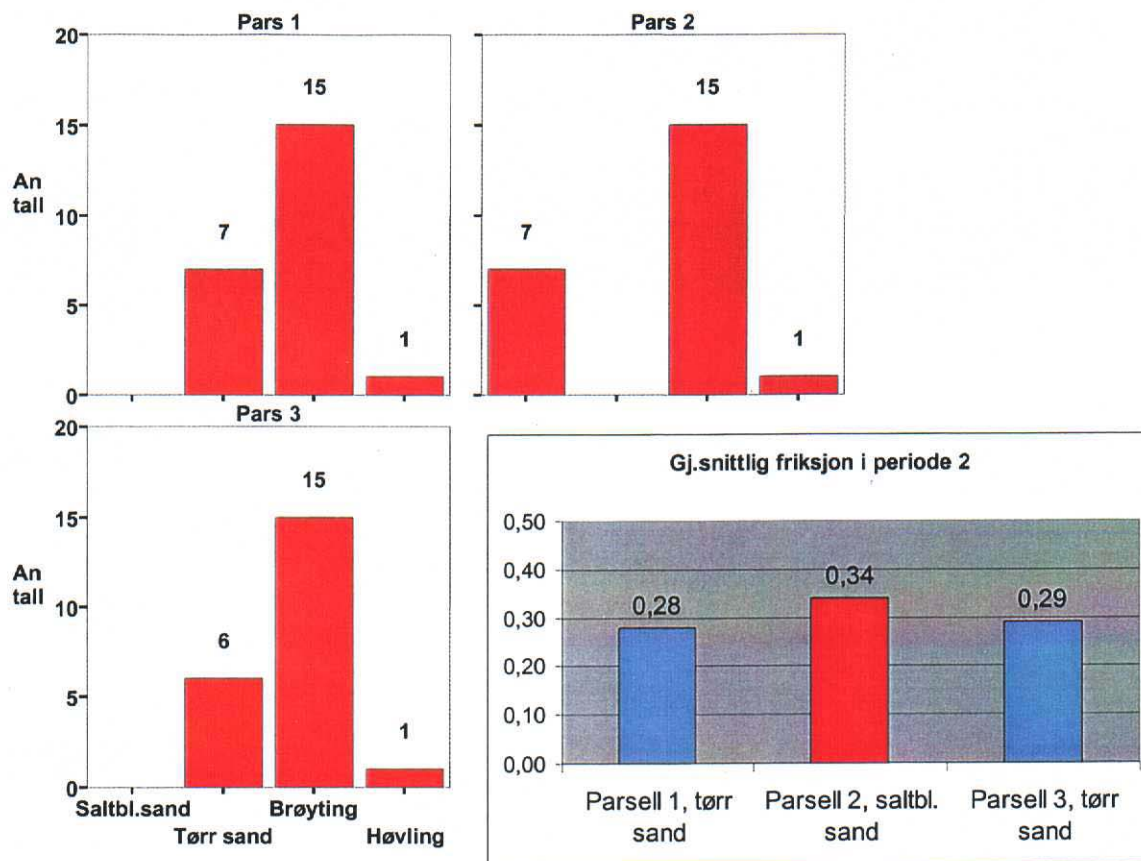 Pars 1
20
15
10
5
0
An
tall
7
15
1
Pars 2
7
15
1
Pars 3
20
15
10
5
0
An
tall
6
15
1
Saltbl.sand
Tørr sand
Brøyting
Høvling
Gj.snittlig friksjon i periode 2
0,50
0,40
0,30
0,20
0,10
0,00
0,28
0,34
0,29
Parsell 1, tørr
sand
Parsell 2, saltbl.
sand
Parsell 3, tørr
sand